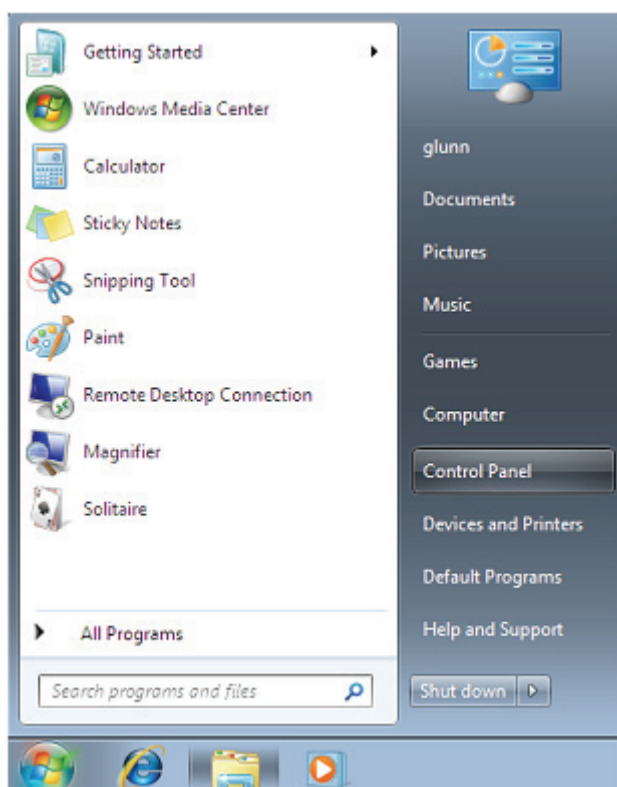 Getting Started
Windows Media Center
Calculator
Sticky Notes
Snipping Tool
Paint
Remote Desktop Connection
Magnifier
Solitaire
All Programs
Search programs and files
glunn
Documents
Pictures
Music
Games
Computer
Control Panel
Devices and Printers
Default Programs
Help and Support
Shut down